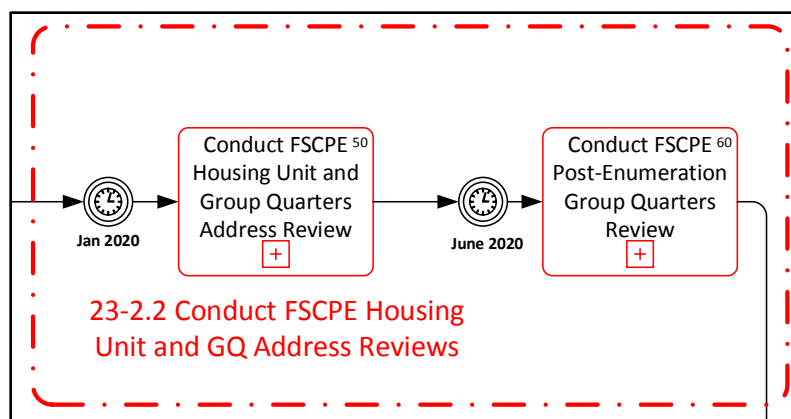 Jan 2020
Conduct FSCPE 50
Housing Unit and
Group Quarters
Address Review
+
June 2020
Conduct FSCPE 60
Post-Enumeration
Group Quarters
Review
+
23-2.2 Conduct FSCPE Housing
Unit and GQ Address Reviews